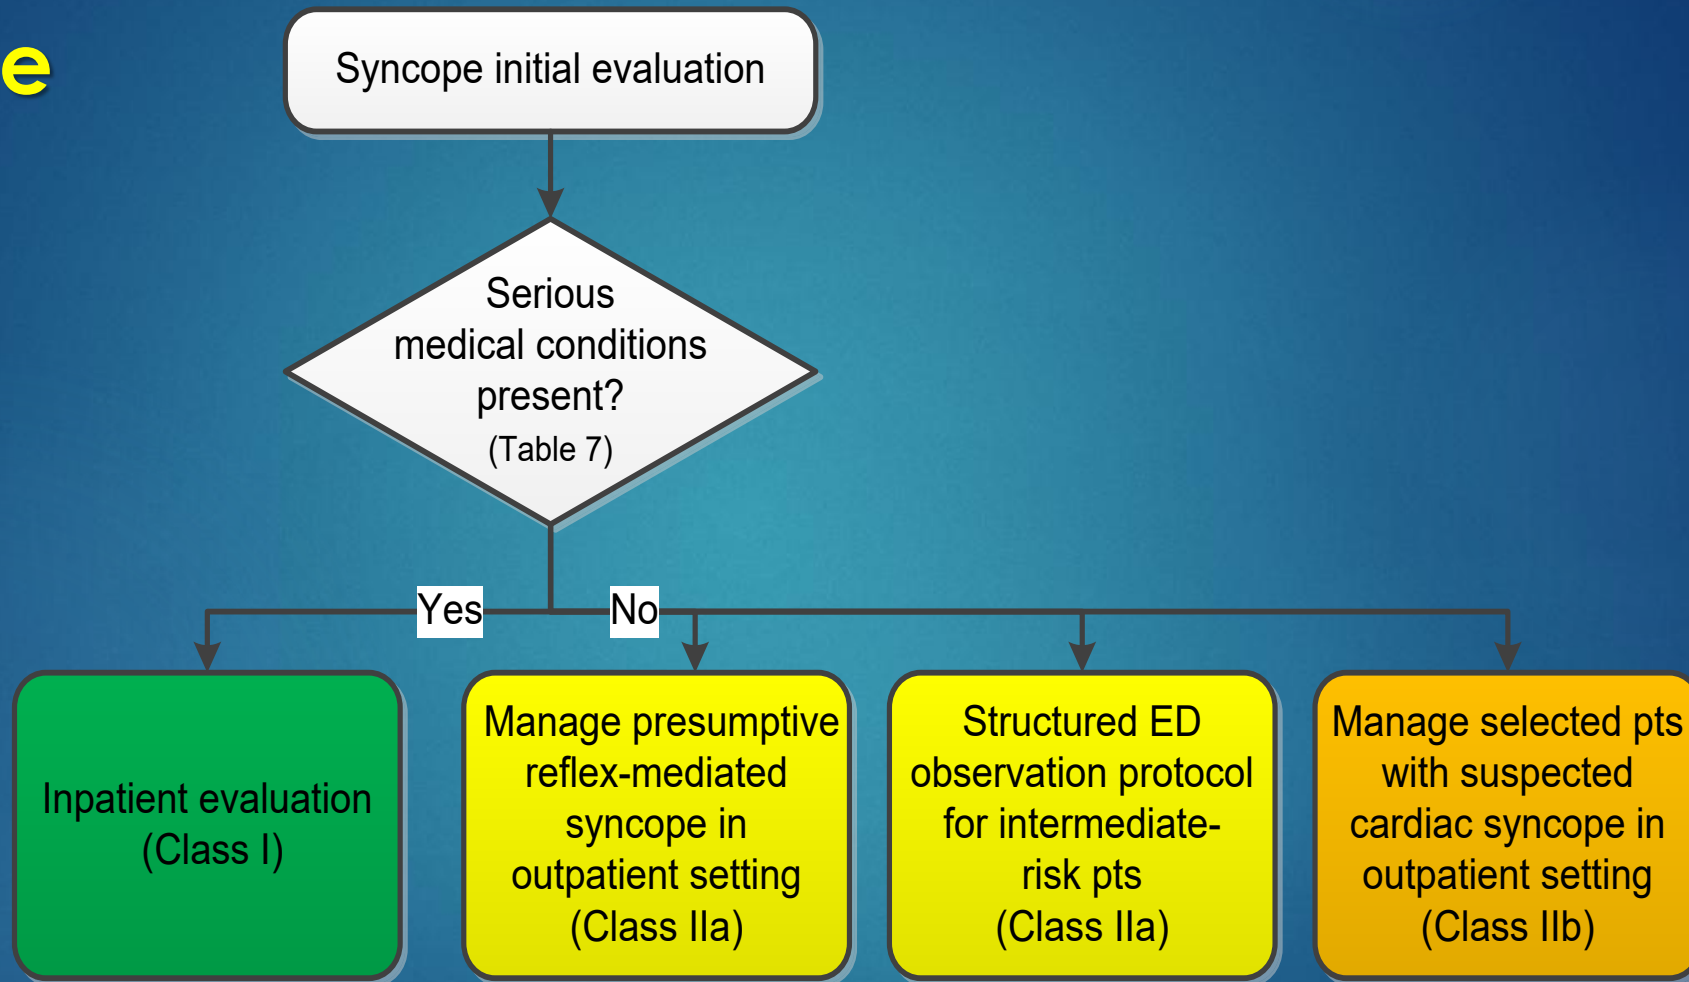 e
Syncope initial evaluation
Serious
medical conditions
present?
(Table 7)
Yes
No
Inpatient evaluation
(Class I)
Manage presumptive
reflex-mediated
syncope in
outpatient setting
(Class IIa)
Structured ED
observation protocol
for intermediate-
risk pts
(Class IIa)
Manage selected pts
with suspected
cardiac syncope in
outpatient setting
(Class IIb)